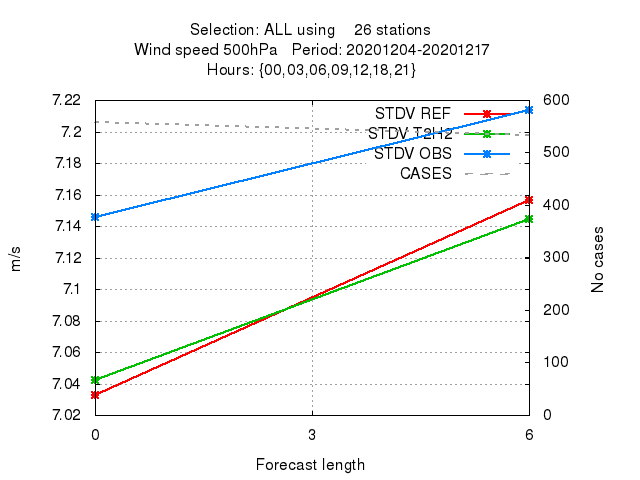 Selection: ALL using    26 stations
Wind speed 500hPa   Period: 20201204-20201217
Hours: {00,03,06,09,12,18,21}
7.22
7.2
7.18
7.16
7.14
7.12
7.1
7.08
7.06
7.04
7.02
m/s
STDV REF
STDV T2H2
STDV OBS
CASES
600
500
400
300
200
100
0
No cases
0 3 6
Forecast length